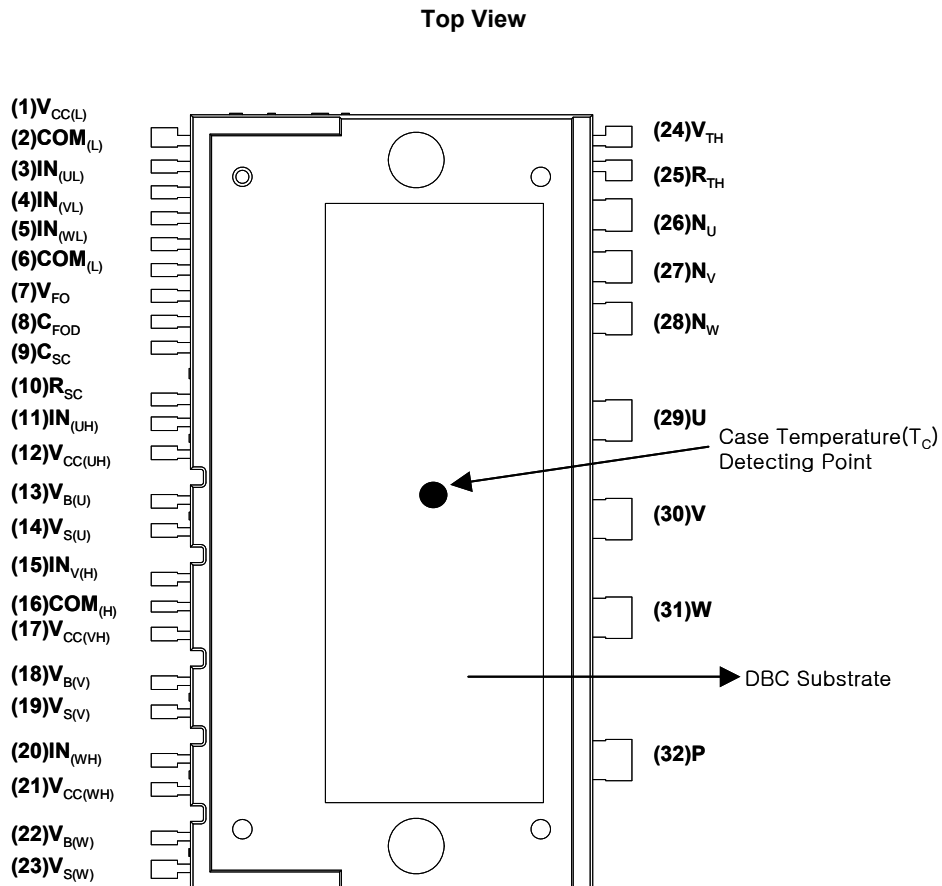 Top View
(1)VCC(L)
(2)COM(L)
(3)IN(UL)
(4)IN(VL)
(5)IN(WL)
(6)COM(L)
(7)VFO
(8)CFOD
(9)CSC
(10)RSC
(11)IN(UH)
(12)VCC(UH)
(13)VB(U)
(14)VS(U)
(15)INV(H)
(16)COM(H)
(17)VCC(VH)
(18)VB(V)
(19)VS(V)
(20)IN(WH)
(21)VCC(WH)
(22)VB(W)
(23)VS(W)
(24)VTH
(25)RTH
(26)NU
(27)NV
(28)NW
(29)U
Case Temperature(TC)
Detecting Point
(30)V
(31)W
DBC Substrate
(32)P